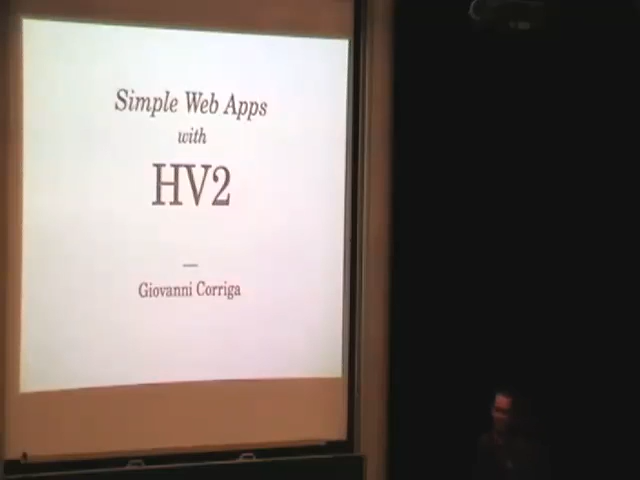 Simple Web Apps
with
HV2
—
Giovanni Corriga